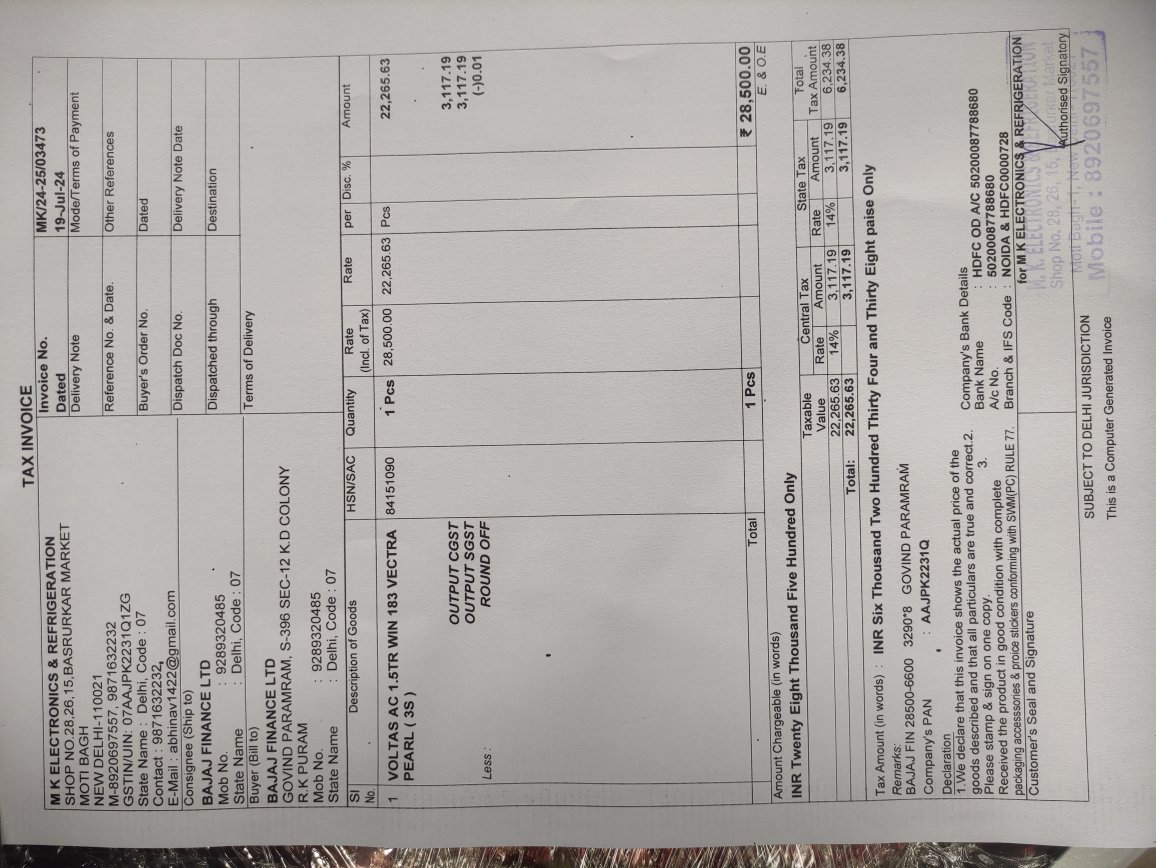 TAX INVOICE
M K ELECTRONICS & REFRIGERATION
SHOP NO.28,26,15,BASRURKAR MARKET
MOTI BAGH
NEW DELHI-110021
M-8920697557, 9871632232
GSTIN/UIN: 07AAJPK2231Q1ZG
State Name : Delhi, Code : 07
Contact : 9871632232,
E-Mail : abhinav1422@gmail.com
Invoice No. MK/24-25/03473
Dated 19-Jul-24
Delivery Note Mode/Terms of Payment
Reference No. & Date. Other References
Buyer's Order No. Dated
Dispatch Doc No. Delivery Note Date
Dispatched through Destination
Terms of Delivery
Consignee (Ship to)
BAJAJ FINANCE LTD
Mob No. : 9289320485
State Name : Delhi, Code : 07
Buyer (Bill to)
BAJAJ FINANCE LTD
GOVIND PARAMRAM, S-396 SEC-12 K.D COLONY
R.K PURAM
Mob No. : 9289320485
State Name : Delhi, Code : 07
SI No. Description of Goods HSN/SAC Quantity Rate (Incl. of Tax) Rate per Disc. % Amount
1 VOLTAS AC 1.5TR WIN 183 VECTRA 84151090 1 Pcs 28,500.00 22,265.63 Pcs 22,265.63
PEARL ( 3S )
OUTPUT CGST 3,117.19
OUTPUT SGST 3,117.19
Less : ROUND OFF (-)0.01
Total 1 Pcs ₹ 28,500.00
E. & O.E
Amount Chargeable (in words)
INR Twenty Eight Thousand Five Hundred Only
Taxable Value Central Tax State Tax Total Tax Amount
Rate Amount Rate Amount
22,265.63 14% 3,117.19 14% 3,117.19 6,234.38
Total: 22,265.63 3,117.19 3,117.19 6,234.38
Tax Amount (in words) : INR Six Thousand Two Hundred Thirty Four and Thirty Eight paise Only
Remarks:
BAJAJ FIN 28500-6600 3290*8 GOVIND PARAMRAM
Company's PAN : AAJPK2231Q
Declaration
1.We declare that this invoice shows the actual price of the
goods described and that all particulars are true and correct.2.
Please stamp & sign on one copy. 3.
Received the product in good condition with complete
packaging accesssories & proice stickers conforming with SWM(PC) RULE 77.
Company's Bank Details
Bank Name : HDFC OD A/C 50200087788680
A/c No. : 50200087788680
Branch & IFS Code : NOIDA & HDFC0000728
Customer's Seal and Signature
for M K ELECTRONICS & REFRIGERATION
M. K. ELECTRONICS & REFRIGERATION
Shop No. 28, 26, 15, Basrurkar Market
Authorised Signatory
Moti Bagh-1, New
Mobile : 8920697557
SUBJECT TO DELHI JURISDICTION
This is a Computer Generated Invoice